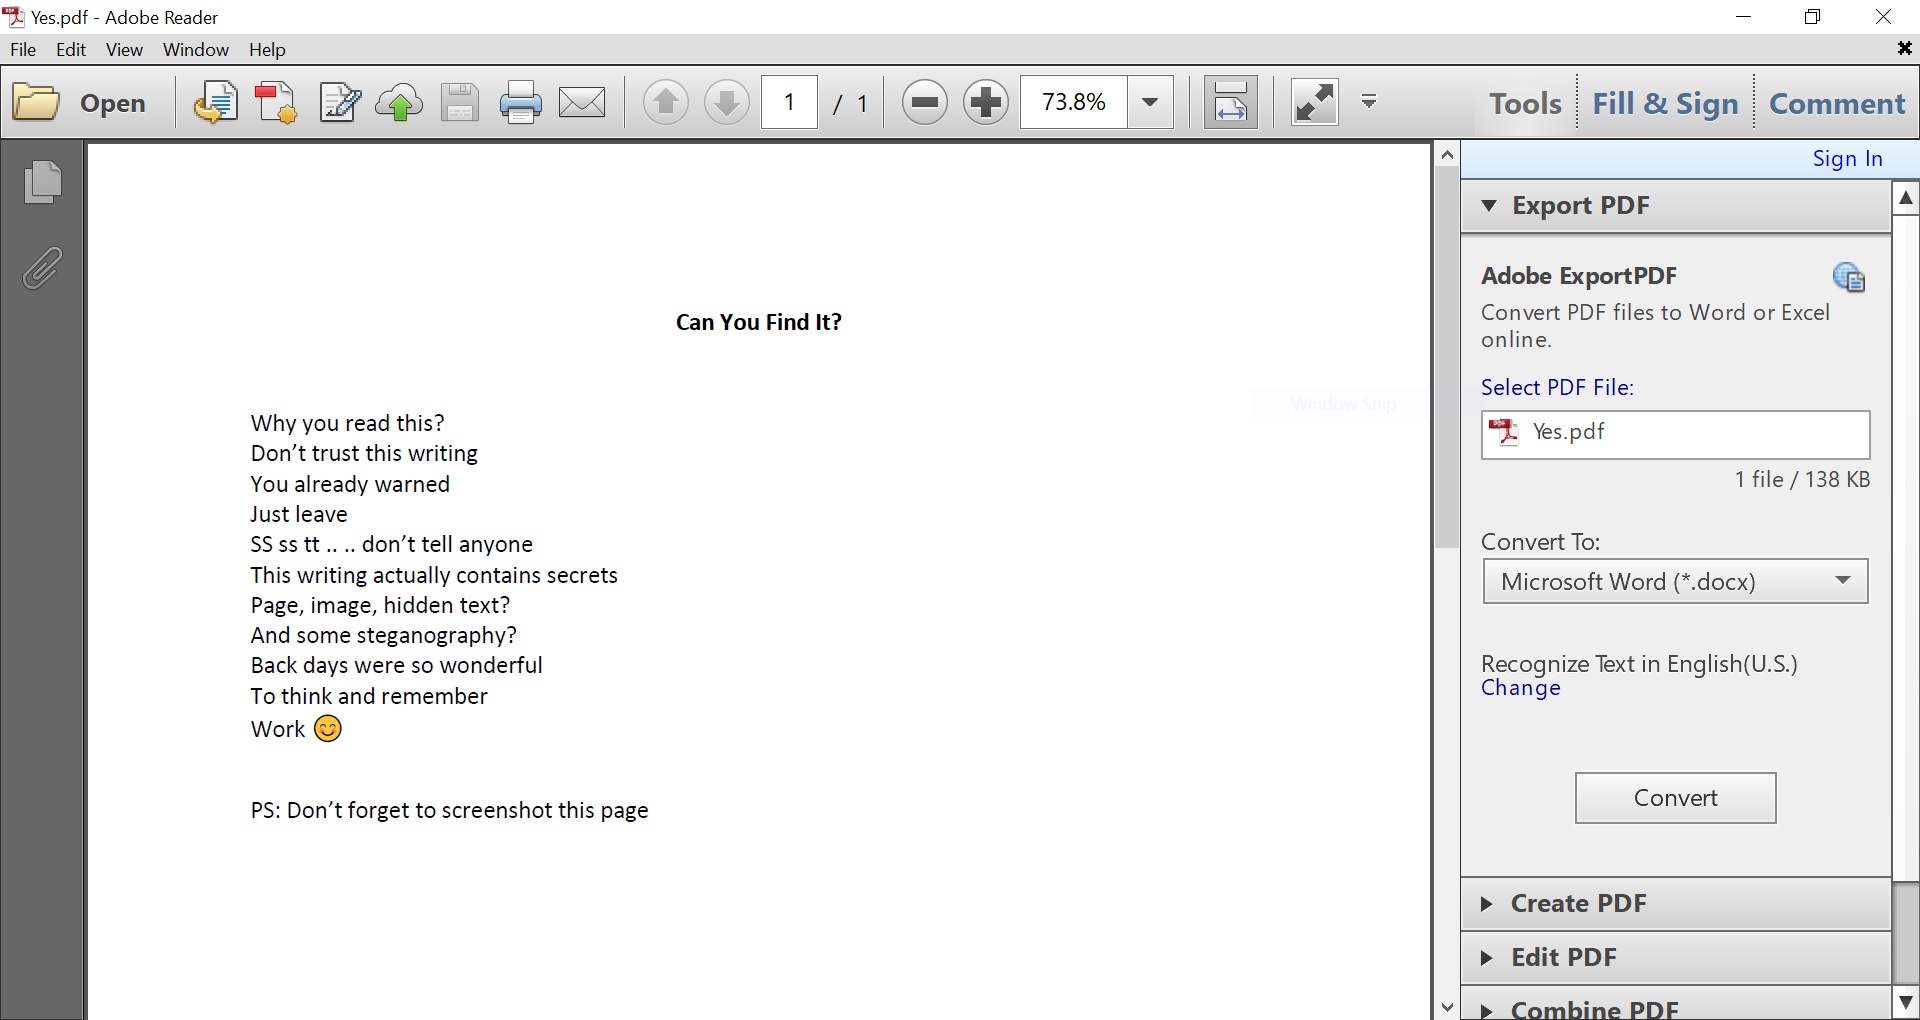 Yes.pdf - Adobe Reader
File Edit View Window Help
Open 1 / 1 73.8% Tools Fill & Sign Comment
Sign In
Export PDF
Adobe ExportPDF
Convert PDF files to Word or Excel
online.
Select PDF File:
Yes.pdf
1 file / 138 KB
Convert To:
Microsoft Word (*.docx)
Recognize Text in English(U.S.)
Change
Convert
Create PDF
Edit PDF
Combine PDF
Can You Find It?
Window Snip
Why you read this?
Don’t trust this writing
You already warned
Just leave
SS ss tt .. .. don’t tell anyone
This writing actually contains secrets
Page, image, hidden text?
And some steganography?
Back days were so wonderful
To think and remember
Work 😊
PS: Don’t forget to screenshot this page